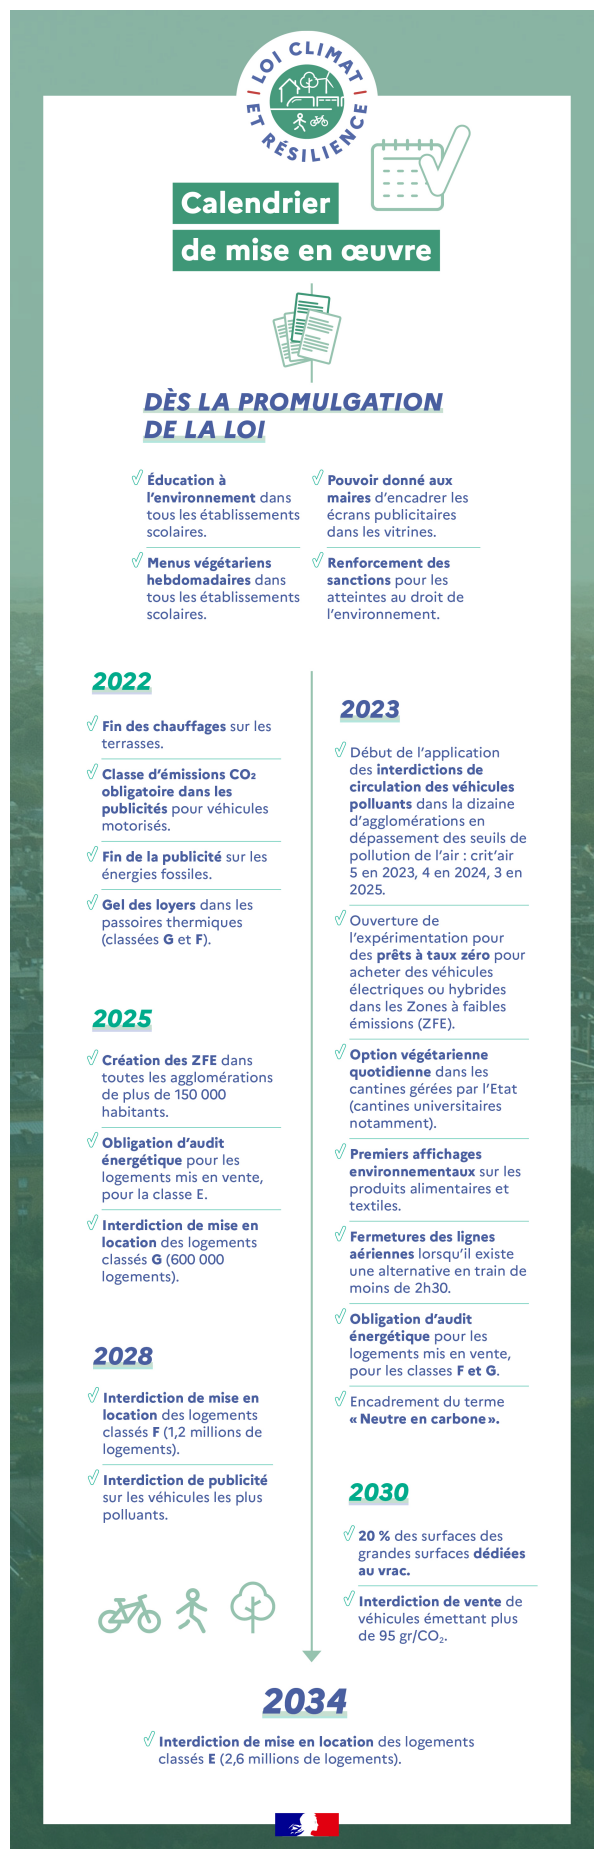 LOI CLIMAT
ET RÉSILIENCE
Calendrier
de mise en œuvre
DÈS LA PROMULGATION
DE LA LOI
Éducation à
l'environnement dans
tous les établissements
scolaires.
Menus végétariens
hebdomadaires dans
tous les établissements
scolaires.
Pouvoir donné aux
maires d'encadrer les
écrans publicitaires
dans les vitrines.
Renforcement des
sanctions pour les
atteintes au droit de
l'environnement.
2022
Fin des chauffages sur les
terrasses.
Classe d'émissions CO₂
obligatoire dans les
publicités pour véhicules
motorisés.
Fin de la publicité sur les
énergies fossiles.
Gel des loyers dans les
passoires thermiques
(classées G et F).
2023
Début de l'application
des interdictions de
circulation des véhicules
polluants dans la dizaine
d'agglomérations en
dépassement des seuils de
pollution de l'air : crit'air
5 en 2023, 4 en 2024, 3 en
2025.
Ouverture de
l'expérimentation pour
des prêts à taux zéro pour
acheter des véhicules
électriques ou hybrides
dans les Zones à faibles
émissions (ZFE).
Option végétarienne
quotidienne dans les
cantines gérées par l'Etat
(cantines universitaires
notamment).
Premiers affichages
environnementaux sur les
produits alimentaires et
textiles.
Fermetures des lignes
aériennes lorsqu'il existe
une alternative en train de
moins de 2h30.
Obligation d'audit
énergétique pour les
logements mis en vente,
pour les classes F et G.
Encadrement du terme
« Neutre en carbone ».
2025
Création des ZFE dans
toutes les agglomérations
de plus de 150 000
habitants.
Obligation d'audit
énergétique pour les
logements mis en vente,
pour la classe E.
Interdiction de mise en
location des logements
classés G (600 000
logements).
2028
Interdiction de mise en
location des logements
classés F (1,2 millions de
logements).
Interdiction de publicité
sur les véhicules les plus
polluants.
2030
20 % des surfaces des
grandes surfaces dédiées
au vrac.
Interdiction de vente de
véhicules émettant plus
de 95 gr/CO₂.
2034
Interdiction de mise en location des logements
classés E (2,6 millions de logements).